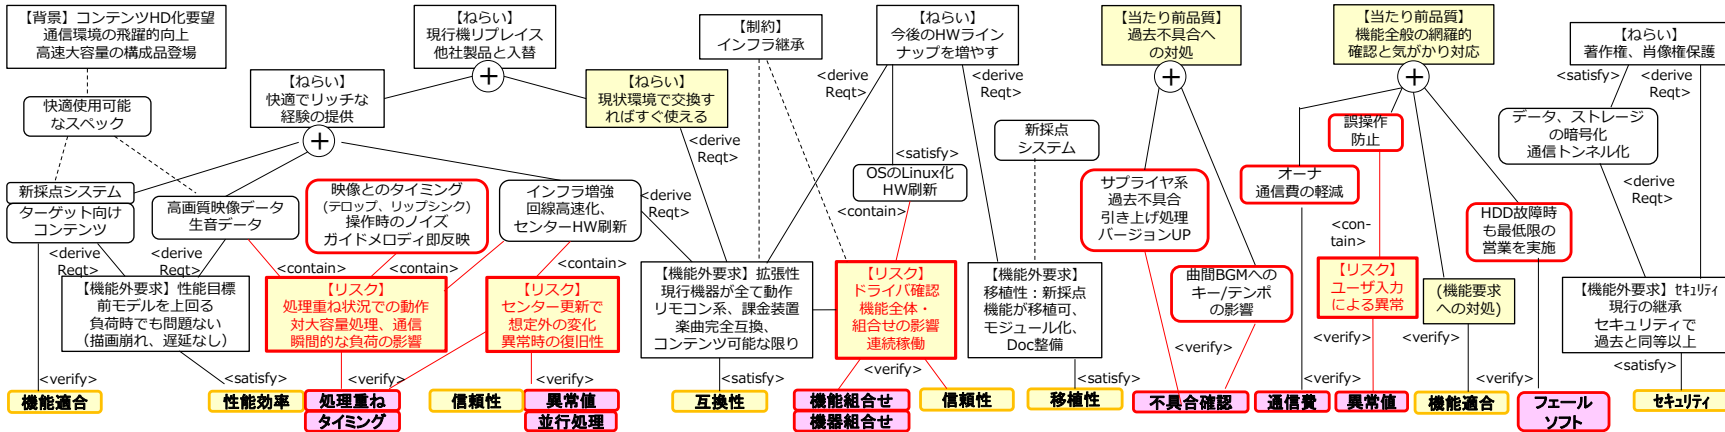 【背景】コンテンツHD化要望
通信環境の飛躍的向上
高速大容量の構成品登場
快適使用可能
なスペック
【ねらい】
現行機リプレイス
他社製品と入替
【ねらい】
快適でリッチな
経験の提供
【ねらい】
現状環境で交換す
ればすぐ使える
【制約】
インフラ継承
【ねらい】
今後のHWライン
ナップを増やす
【当たり前品質】
過去不具合へ
の対処
【当たり前品質】
機能全般の網羅的
確認と気がかり対応
【ねらい】
著作権、肖像権保護
<derive
Reqt>
<derive
Reqt>
<derive
Reqt>
<satisfy>
<derive
Reqt>
新採点システム
ターゲット向け
コンテンツ
高画質映像データ
生音データ
映像とのタイミング
(テロップ、リップシンク)
操作時のノイズ
ガイドメロディ即反映
インフラ増強
回線高速化、
センターHW刷新
<derive
Reqt>
<satisfy>
OSのLinux化
HW刷新
<contain>
新採点
システム
サプライヤ系
過去不具合
引き上げ処理
バージョンUP
オーナ
通信費の軽減
誤操作
防止
データ、ストレージ
の暗号化
通信トンネル化
<derive
Reqt>
<derive
Reqt>
<derive
Reqt>
<contain>
<contain>
<contain>
<con-
tain>
HDD故障時
も最低限の
営業を実施
曲間BGMへの
キー/テンポ
の影響
【機能外要求】性能目標
前モデルを上回る
負荷時でも問題ない
(描画崩れ、遅延なし)
【リスク】
処理重ね状況での動作
対大容量処理、通信
瞬間的な負荷の影響
【リスク】
センター更新で
想定外の変化
異常時の復旧性
【機能外要求】拡張性
現行機器が全て動作
リモコン系、課金装置
楽曲完全互換、
コンテンツ可能な限り
【リスク】
ドライバ確認
機能全体・
組合せの影響
連続稼働
【機能外要求】
移植性：新採点
機能が移植可、
モジュール化、
Doc整備
【リスク】
ユーザ入力
による異常
(機能要求
への対処)
【機能外要求】セキュリティ
現行の継承
セキュリティで
過去と同等以上
<verify>
<satisfy>
<verify>
<verify>
<satisfy>
<verify>
<satisfy>
<verify>
<verify>
<verify>
<satisfy>
機能適合
性能効率
処理重ね
タイミング
信頼性
異常値
並行処理
互換性
機能組合せ
機器組合せ
信頼性
移植性
不具合確認
通信費
異常値
機能適合
フェール
ソフト
セキュリティ